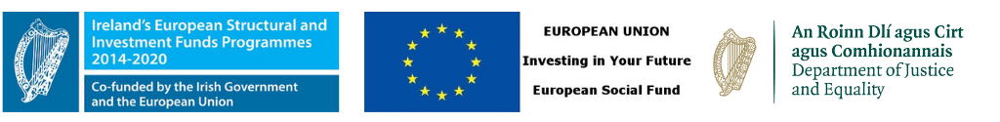 Ireland's European Structural and
Investment Funds Programmes
2014-2020
Co-funded by the Irish Government
and the European Union
EUROPEAN UNION
Investing in Your Future
European Social Fund
An Roinn Dlí agus Cirt
agus Comhionannais
Department of Justice
and Equality